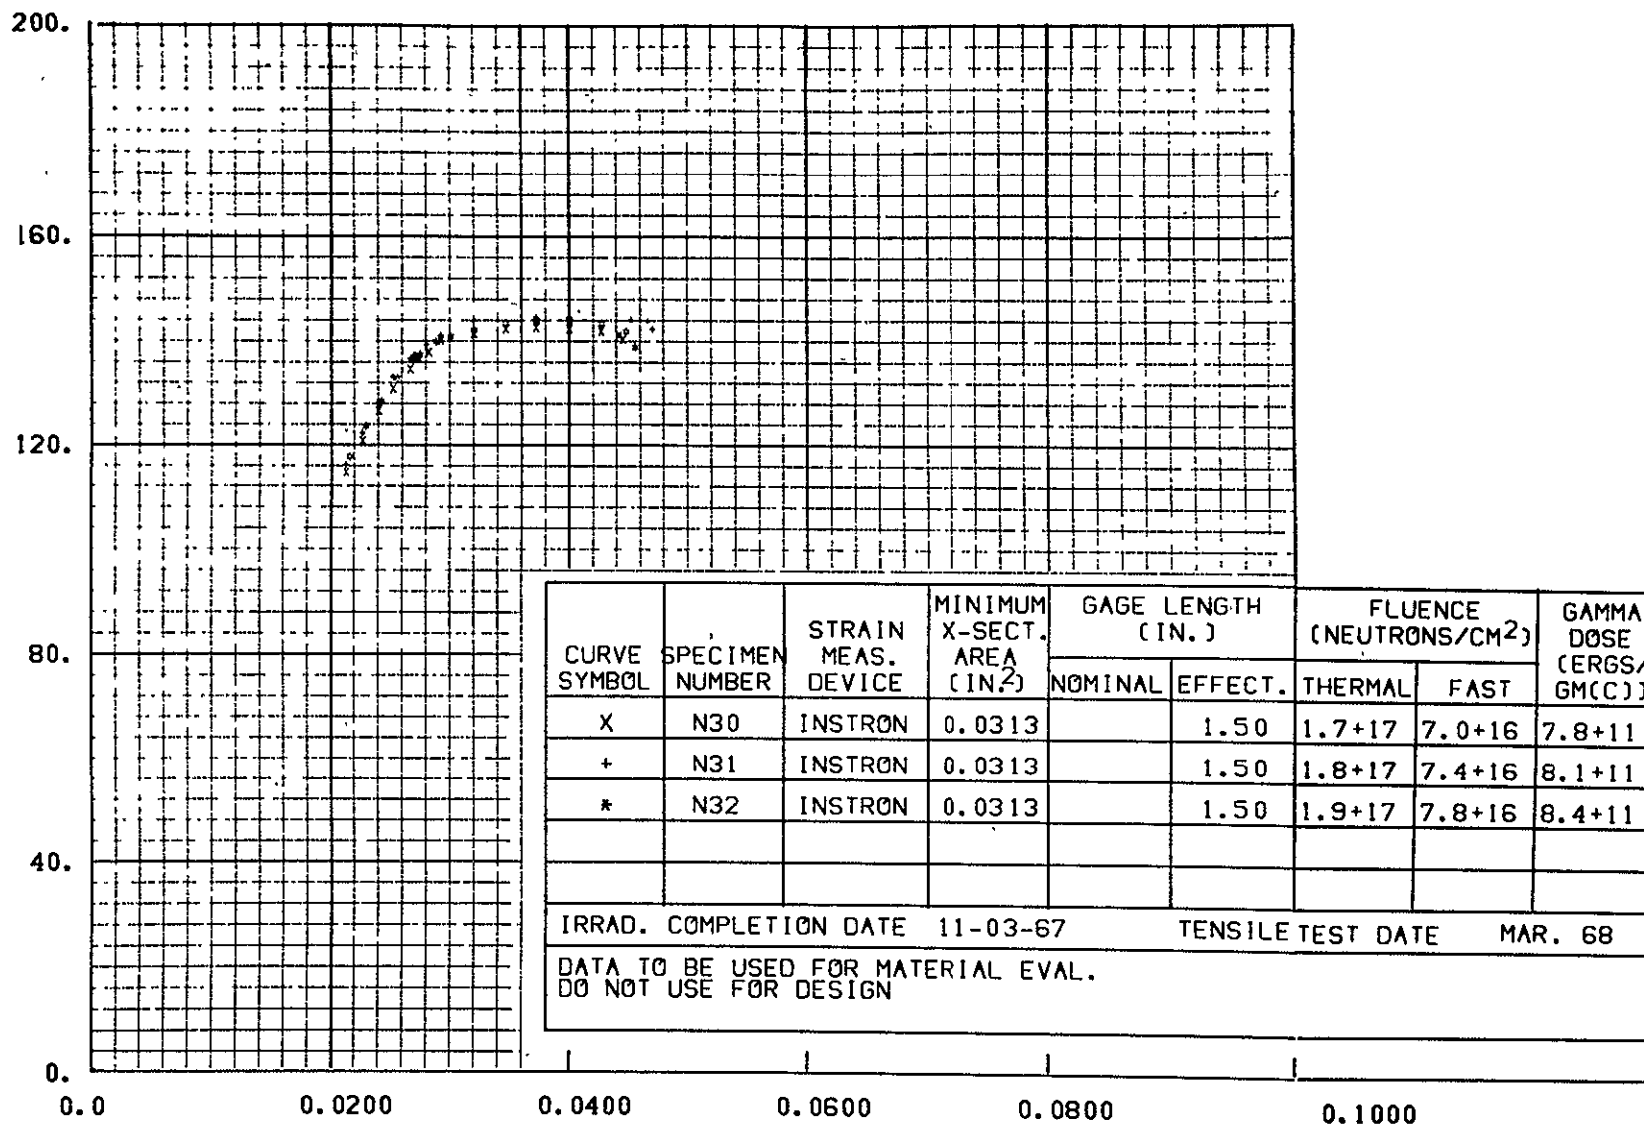 200.
160.
120.
80.
40.
0.
0.0 0.0200 0.0400 0.0600 0.0800 0.1000
CURVE SYMBOL SPECIMEN NUMBER STRAIN MEAS. DEVICE MINIMUM X-SECT. AREA (IN.2) GAGE LENGTH (IN.) NOMINAL EFFECT. FLUENCE (NEUTRONS/CM2) THERMAL FAST GAMMA DOSE (ERGS/ GM(C))
X N30 INSTRON 0.0313 1.50 1.7+17 7.0+16 7.8+11
+ N31 INSTRON 0.0313 1.50 1.8+17 7.4+16 8.1+11
* N32 INSTRON 0.0313 1.50 1.9+17 7.8+16 8.4+11
IRRAD. COMPLETION DATE 11-03-67 TENSILE TEST DATE MAR. 68
DATA TO BE USED FOR MATERIAL EVAL.
DO NOT USE FOR DESIGN